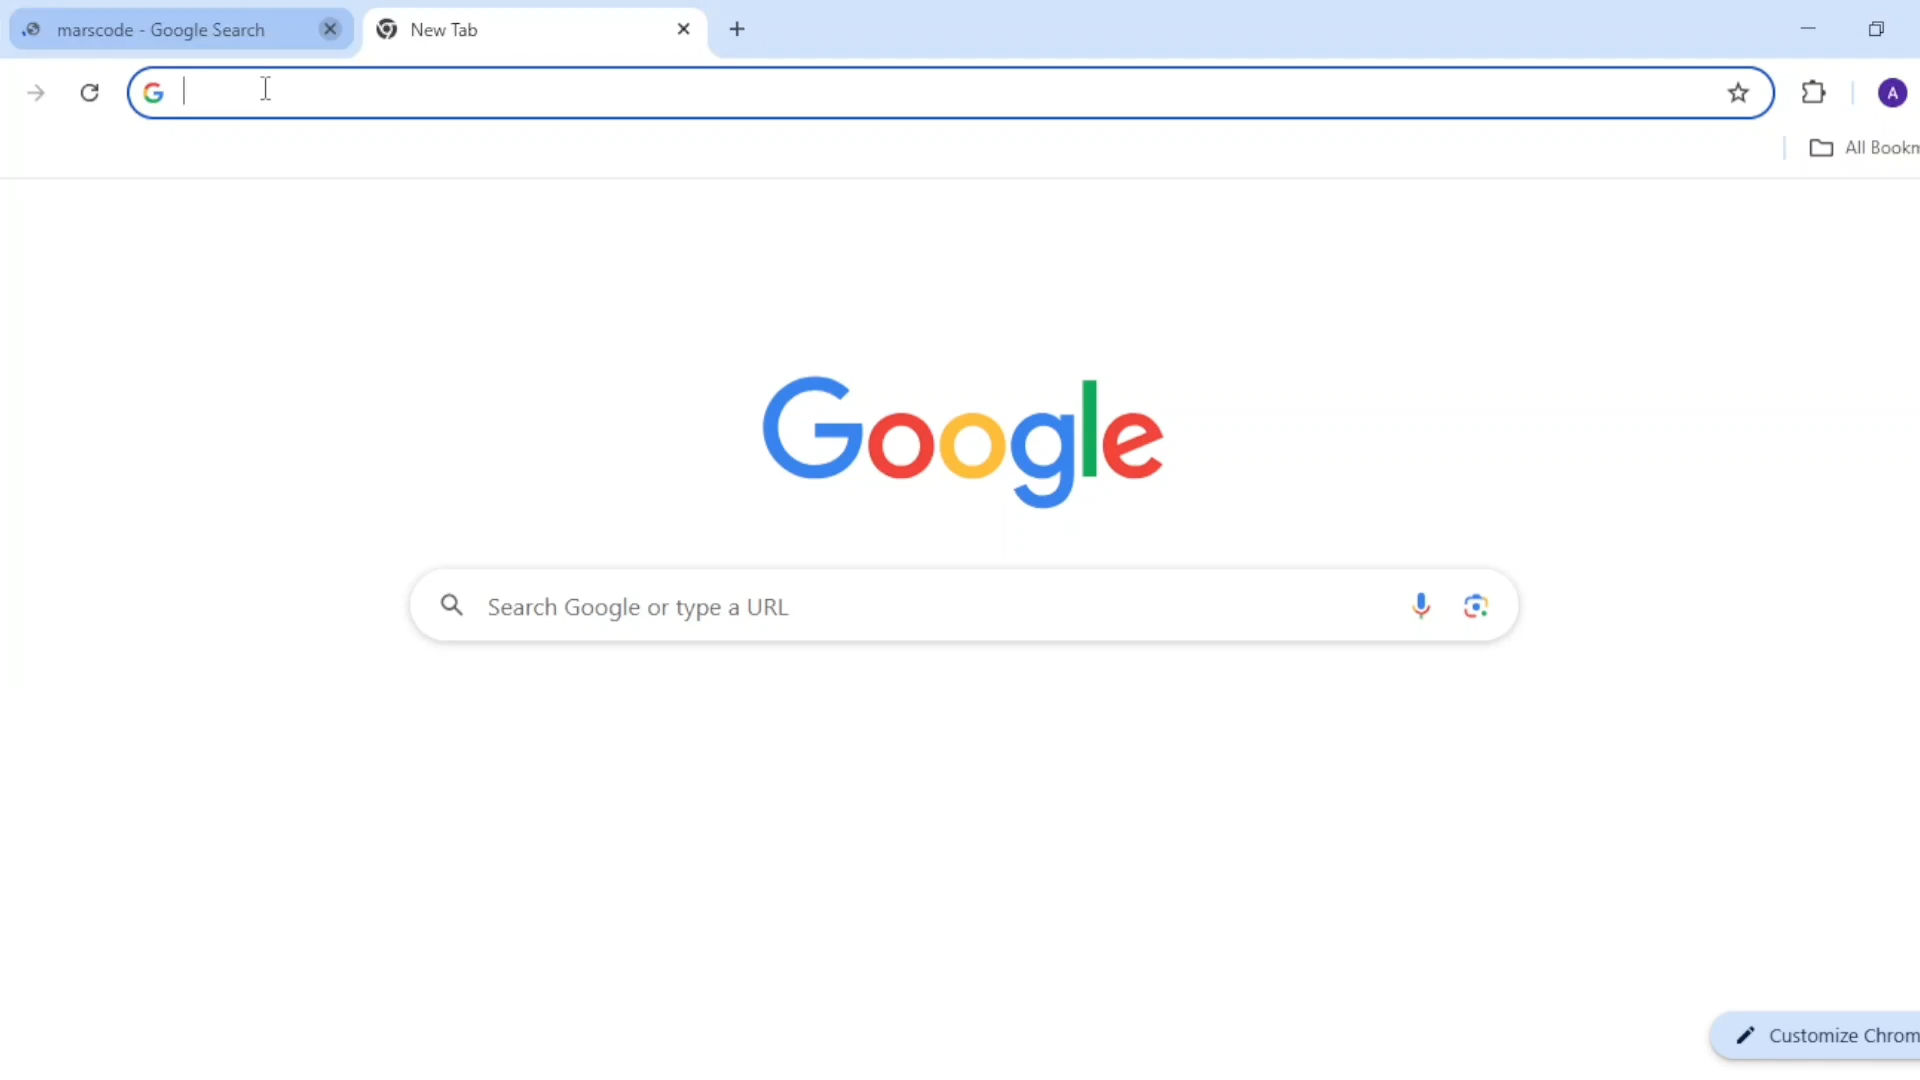 marscode - Google Search
New Tab
A
All Bookm
Google
Search Google or type a URL
Customize Chrom